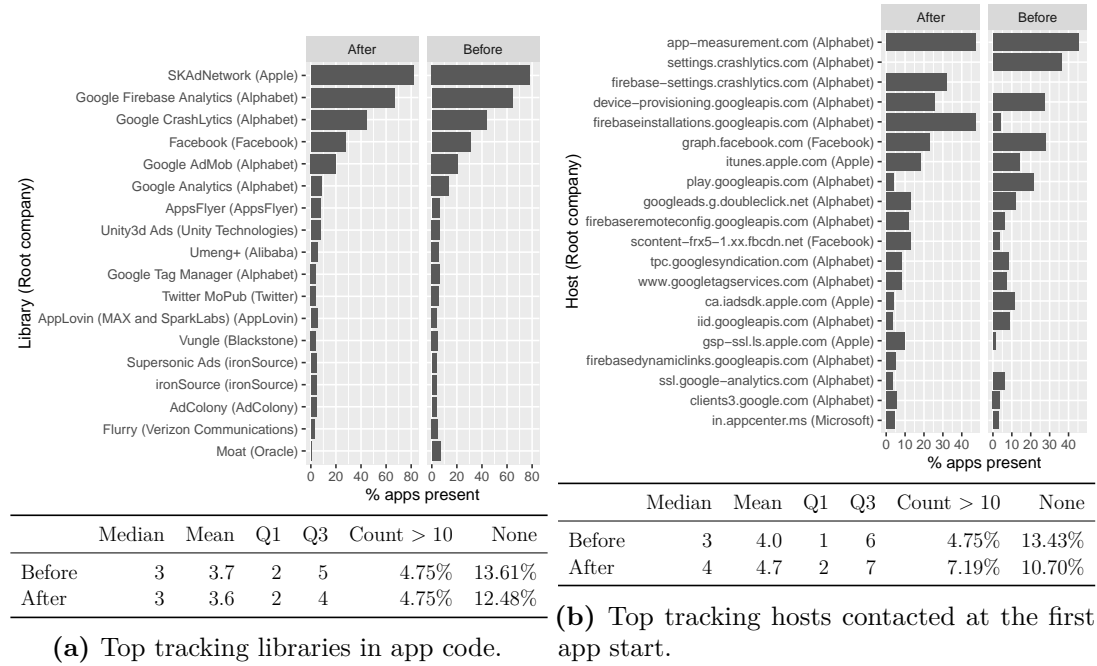 After Before
SKAdNetwork (Apple)
Google Firebase Analytics (Alphabet)
Google CrashLytics (Alphabet)
Facebook (Facebook)
Google AdMob (Alphabet)
Google Analytics (Alphabet)
AppsFlyer (AppsFlyer)
Unity3d Ads (Unity Technologies)
Umeng+ (Alibaba)
Google Tag Manager (Alphabet)
Twitter MoPub (Twitter)
AppLovin (MAX and SparkLabs) (AppLovin)
Vungle (Blackstone)
Supersonic Ads (ironSource)
ironSource (ironSource)
AdColony (AdColony)
Flurry (Verizon Communications)
Moat (Oracle)
Library (Root company)
0 20 40 60 80 0 20 40 60 80
% apps present
Median Mean Q1 Q3 Count > 10 None
Before 3 3.7 2 5 4.75% 13.61%
After 3 3.6 2 4 4.75% 12.48%
(a) Top tracking libraries in app code.
After Before
app−measurement.com (Alphabet)
settings.crashlytics.com (Alphabet)
firebase−settings.crashlytics.com (Alphabet)
device−provisioning.googleapis.com (Alphabet)
firebaseinstallations.googleapis.com (Alphabet)
graph.facebook.com (Facebook)
itunes.apple.com (Apple)
play.googleapis.com (Alphabet)
googleads.g.doubleclick.net (Alphabet)
firebaseremoteconfig.googleapis.com (Alphabet)
scontent−frx5−1.xx.fbcdn.net (Facebook)
tpc.googlesyndication.com (Alphabet)
www.googletagservices.com (Alphabet)
ca.iadsdk.apple.com (Apple)
iid.googleapis.com (Alphabet)
gsp−ssl.ls.apple.com (Apple)
firebasedynamiclinks.googleapis.com (Alphabet)
ssl.google−analytics.com (Alphabet)
clients3.google.com (Alphabet)
in.appcenter.ms (Microsoft)
Host (Root company)
0 10 20 30 40 0 10 20 30 40
% apps present
Median Mean Q1 Q3 Count > 10 None
Before 3 4.0 1 6 4.75% 13.43%
After 4 4.7 2 7 7.19% 10.70%
(b) Top tracking hosts contacted at the first
app start.